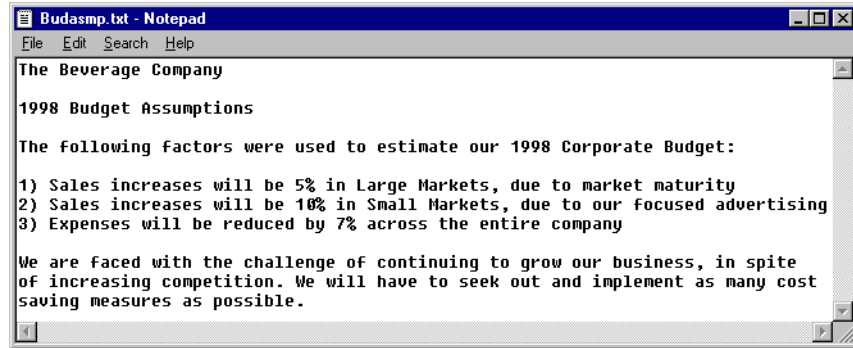 Budasmp.txt - Notepad
File Edit Search Help
The Beverage Company
1998 Budget Assumptions
The following factors were used to estimate our 1998 Corporate Budget:
1) Sales increases will be 5% in Large Markets, due to market maturity
2) Sales increases will be 10% in Small Markets, due to our focused advertising
3) Expenses will be reduced by 7% across the entire company
We are faced with the challenge of continuing to grow our business, in spite
of increasing competition. We will have to seek out and implement as many cost
saving measures as possible.